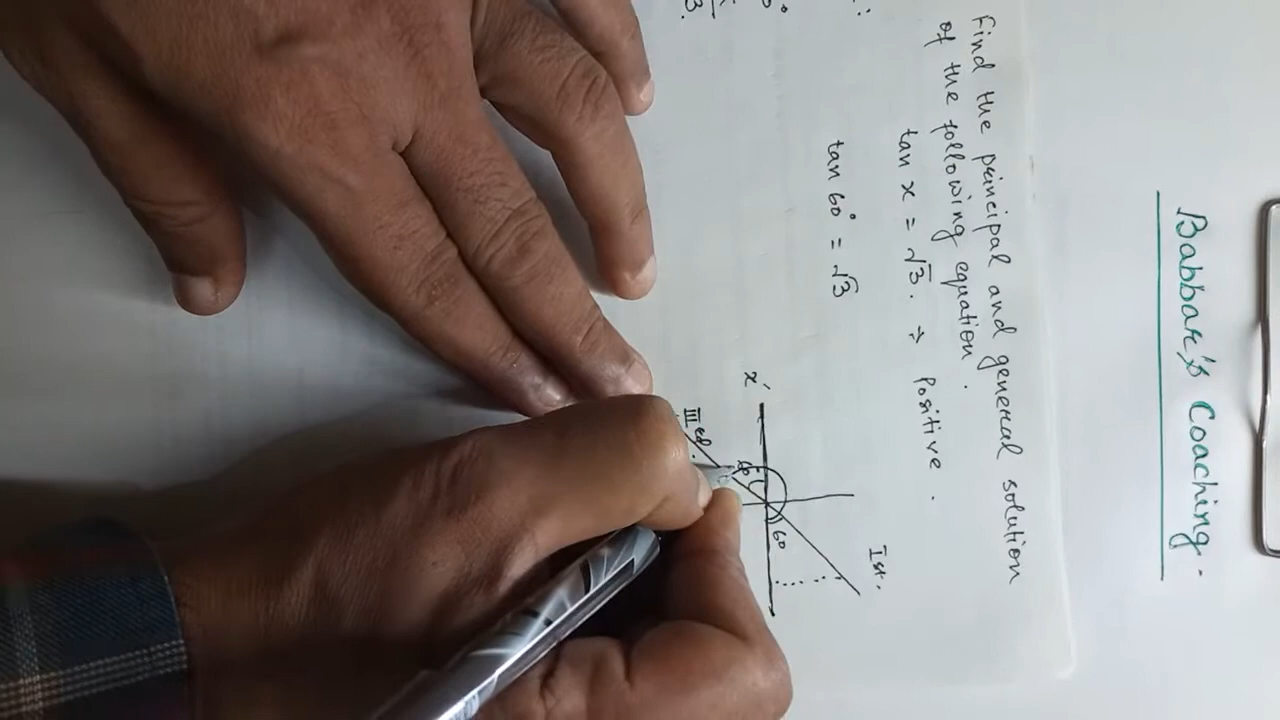 Babbar's Coaching.
Find the principal and general solution
of the following equation.
tan x = √3. → Positive.
tan 60° = √3
Ist.
x'
60
60
IIIrd
3.